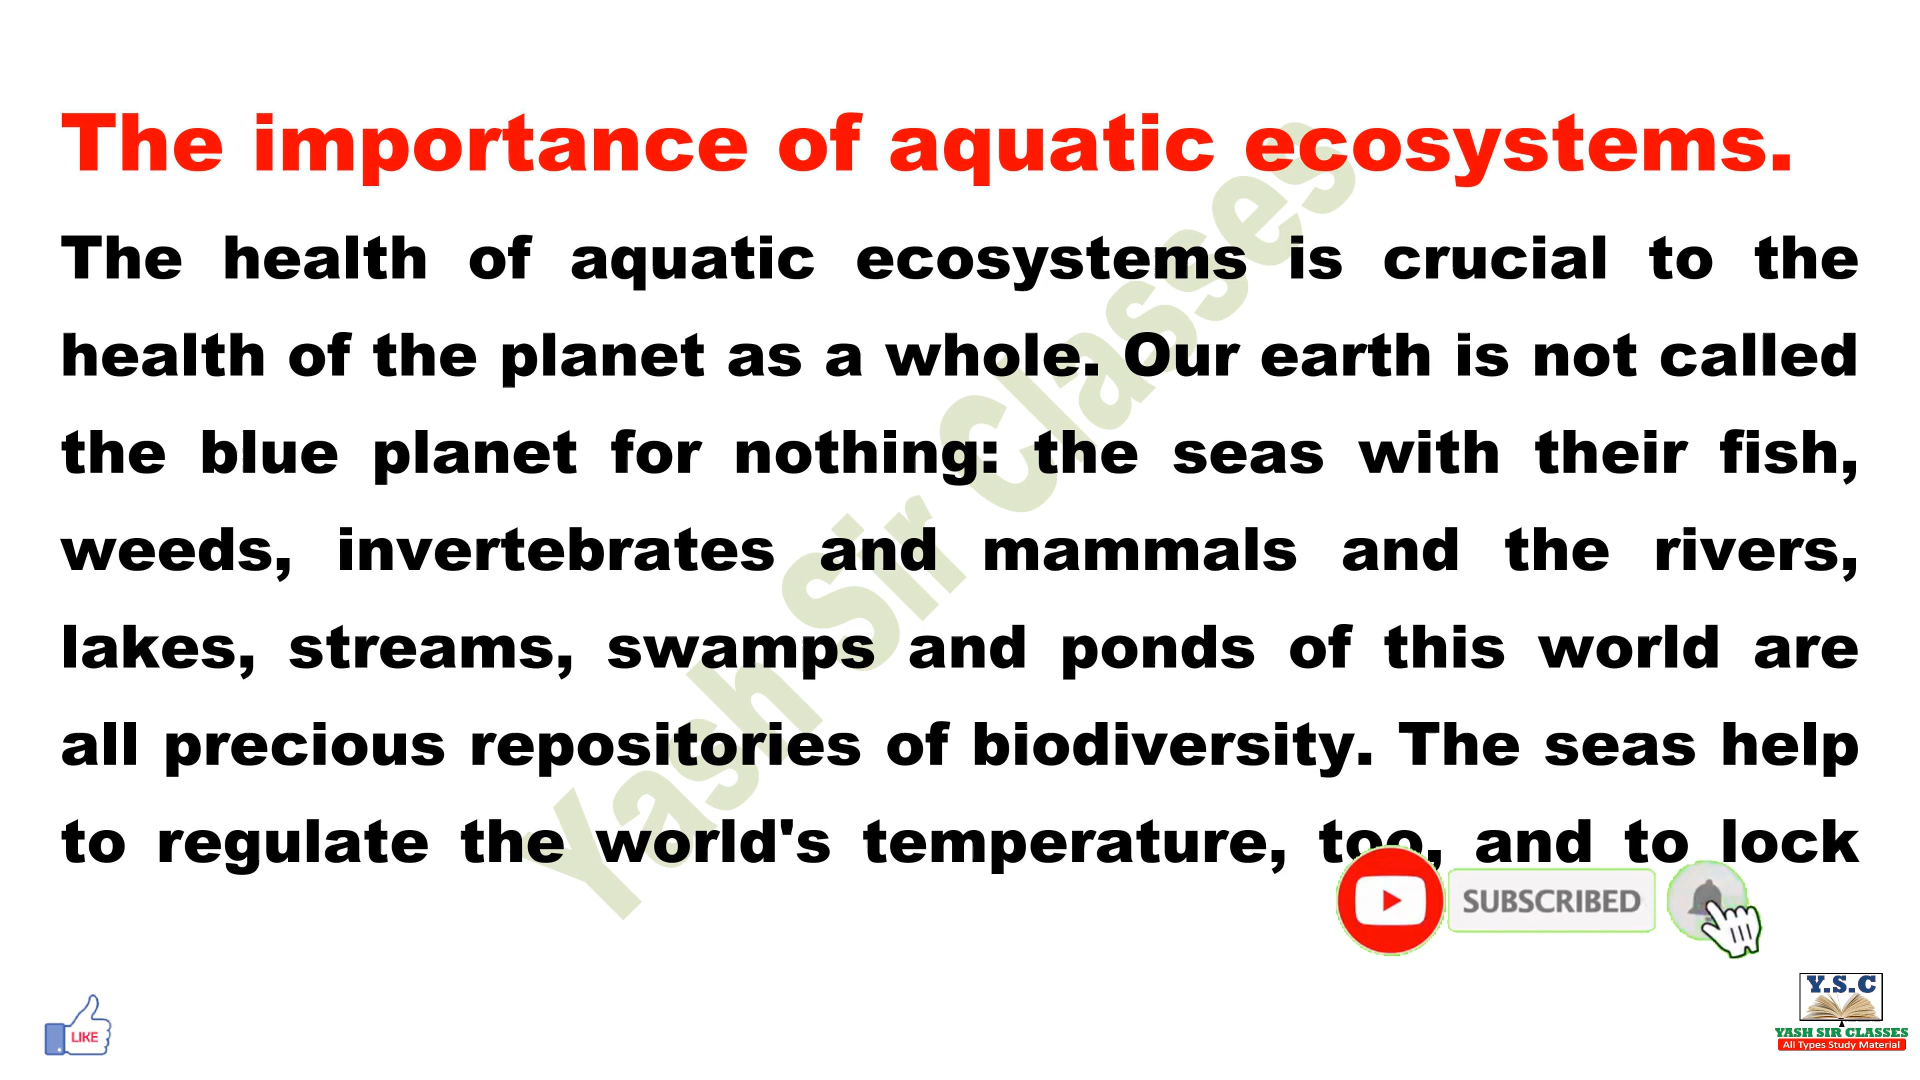 The importance of aquatic ecosystems.
The health of aquatic ecosystems is crucial to the
health of the planet as a whole. Our earth is not called
the blue planet for nothing: the seas with their fish,
weeds, invertebrates and mammals and the rivers,
lakes, streams, swamps and ponds of this world are
all precious repositories of biodiversity. The seas help
to regulate the world's temperature, too, and to lock
Yash Sir Classes
SUBSCRIBED
LIKE
Y.S.C
YASH SIR CLASSES
All Types Study Material